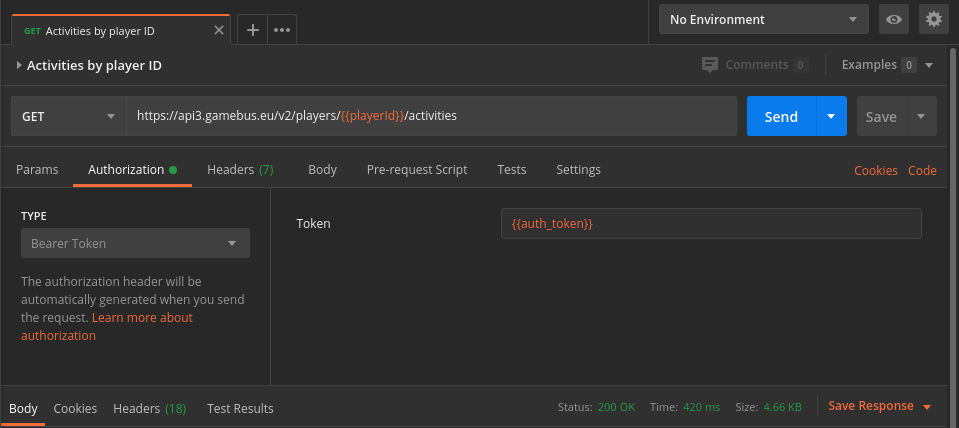 GET Activities by player ID
No Environment
Activities by player ID
Comments 0
Examples 0
GET
https://api3.gamebus.eu/v2/players/{{playerId}}/activities
Send
Save
Params
Authorization
Headers (7)
Body
Pre-request Script
Tests
Settings
Cookies
Code
TYPE
Bearer Token
The authorization header will be
automatically generated when you send
the request. Learn more about
authorization
Token
{{auth_token}}
Body
Cookies
Headers (18)
Test Results
Status: 200 OK
Time: 420 ms
Size: 4.66 KB
Save Response